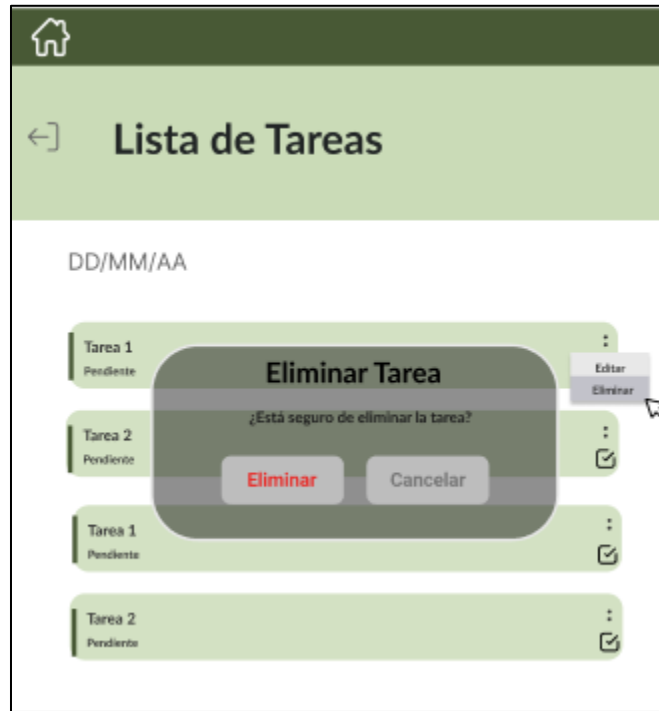 Lista de Tareas
DD/MM/AA
Tarea 1
Pendiente
Editar
Eliminar
Eliminar Tarea
¿Está seguro de eliminar la tarea?
Eliminar
Cancelar
Tarea 2
Pendiente
Tarea 1
Pendiente
Tarea 2
Pendiente